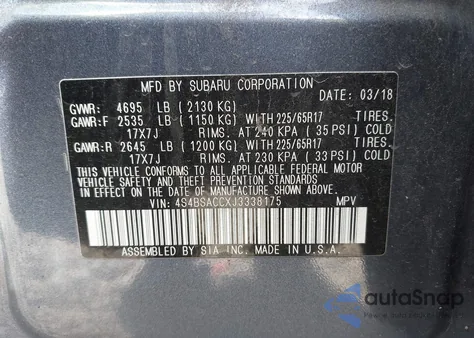 MFD BY SUBARU CORPORATION
DATE: 03/18
GVWR: 4695 LB (2130 KG)
GAWR:F 2535 LB (1150 KG) WITH 225/65R17
17X7J RIMS. AT 240 KPA (35 PSI) COLD
GAWR:R 2645 LB (1200 KG) WITH 225/65R17
17X7J RIMS. AT 230 KPA (33 PSI) COLD
THIS VEHICLE CONFORMS TO ALL APPLICABLE FEDERAL MOTOR
VEHICLE SAFETY, BUMPER, AND THEFT PREVENTION STANDARDS
IN EFFECT ON THE DATE OF MANUFACTURE SHOWN ABOVE.
VIN: 4S4BSACCXJ3338175 MPV
ASSEMBLED BY SIA INC. MADE IN U.S.A.
autoSnap